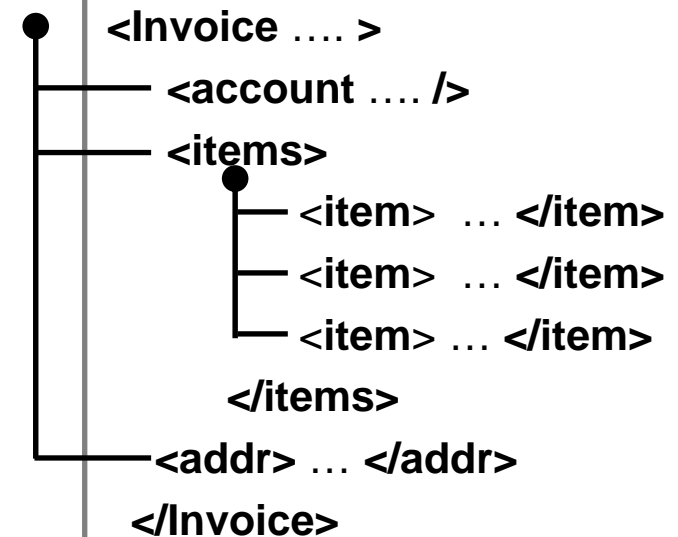 <Invoice …. >
<account …. />
<items>
<item> … </item>
<item> … </item>
<item> … </item>
</items>
<addr> … </addr>
</Invoice>